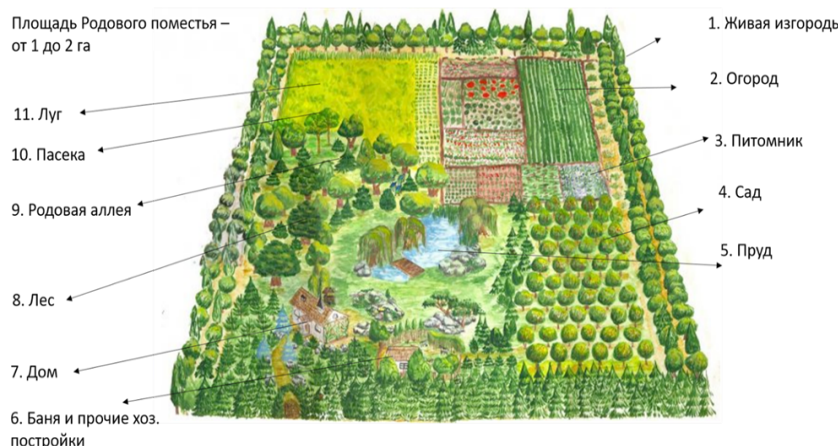 Площадь Родового поместья –
от 1 до 2 га
1. Живая изгородь
2. Огород
3. Питомник
4. Сад
5. Пруд
6. Баня и прочие хоз.
постройки
7. Дом
8. Лес
9. Родовая аллея
10. Пасека
11. Луг